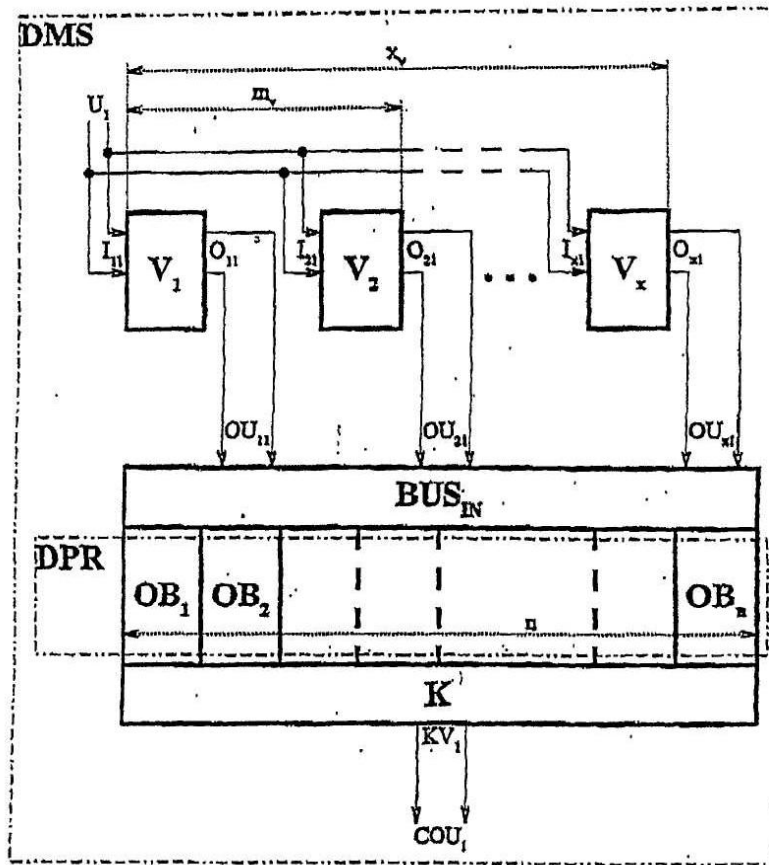 DMS
x_v
U_1
m_v
I_11 V_1 O_11 I_21 V_2 O_21 ... I_x1 V_x O_x1
OU_11 OU_21 OU_x1
BUS_IN
DPR
OB_1 OB_2 OB_n
n
K
KV_1
COU_1